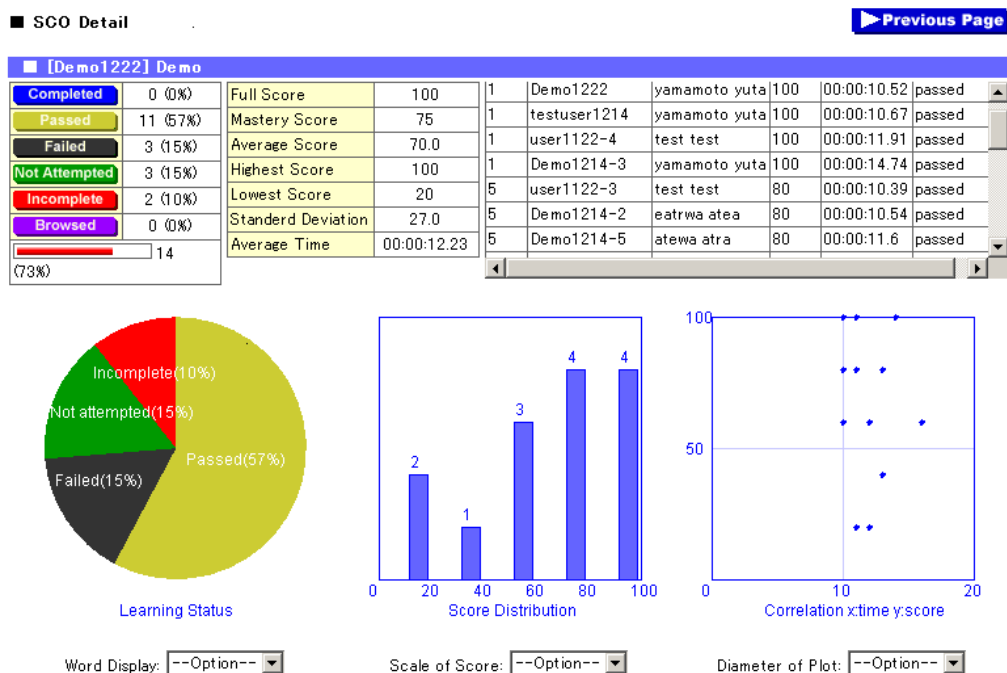 ■ SCO Detail
▶Previous Page
■ [Demo1222] Demo
Completed 0 (0%)
Passed 11 (57%)
Failed 3 (15%)
Not Attempted 3 (15%)
Incomplete 2 (10%)
Browsed 0 (0%)
14
(73%)
Full Score 100
Mastery Score 75
Average Score 70.0
Highest Score 100
Lowest Score 20
Standerd Deviation 27.0
Average Time 00:00:12.23
1 Demo1222 yamamoto yuta 100 00:00:10.52 passed
1 testuser1214 yamamoto yuta 100 00:00:10.67 passed
1 user1122-4 test test 100 00:00:11.91 passed
1 Demo1214-3 yamamoto yuta 100 00:00:14.74 passed
5 user1122-3 test test 80 00:00:10.39 passed
5 Demo1214-2 eatrwa atea 80 00:00:10.54 passed
5 Demo1214-5 atewa atra 80 00:00:11.6 passed
Incomplete(10%)
Not attempted(15%)
Passed(57%)
Failed(15%)
Learning Status
2 1 3 4 4
0 20 40 60 80 100
Score Distribution
100
50
0 10 20
Correlation x:time y:score
Word Display: --Option--
Scale of Score: --Option--
Diameter of Plot: --Option--